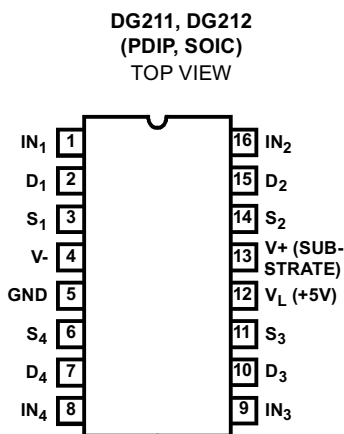 DG211, DG212
(PDIP, SOIC)
TOP VIEW
IN1 1 16 IN2
D1 2 15 D2
S1 3 14 S2
V- 4 13 V+ (SUB-
STRATE)
GND 5 12 VL (+5V)
S4 6 11 S3
D4 7 10 D3
IN4 8 9 IN3